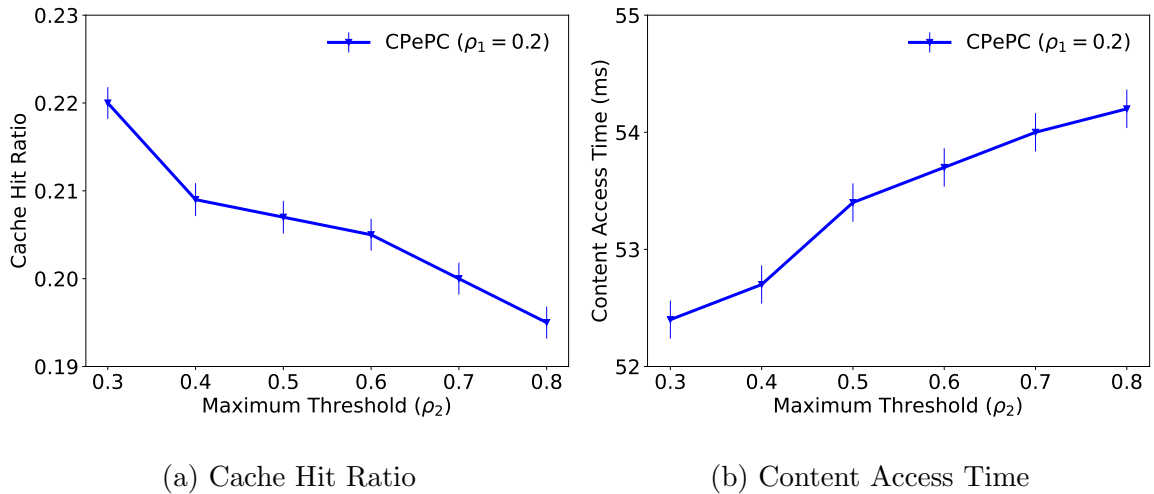 0.23
0.22
0.21
0.20
0.19
Cache Hit Ratio
CPePC (ρ₁ = 0.2)
0.3 0.4 0.5 0.6 0.7 0.8
Maximum Threshold (ρ₂)
(a) Cache Hit Ratio
55
54
53
52
Content Access Time (ms)
CPePC (ρ₁ = 0.2)
0.3 0.4 0.5 0.6 0.7 0.8
Maximum Threshold (ρ₂)
(b) Content Access Time